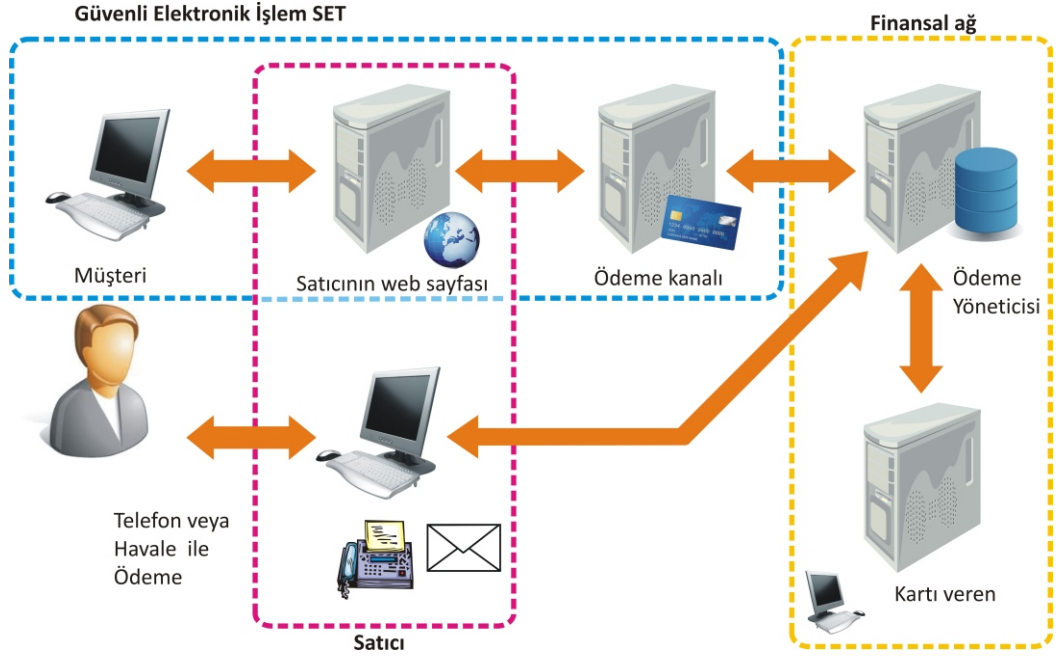 Güvenli Elektronik İşlem SET
Finansal ağ
Müşteri
Satıcının web sayfası
Ödeme kanalı
Ödeme
Yöneticisi
Telefon veya
Havale ile
Ödeme
Kartı veren
Satıcı